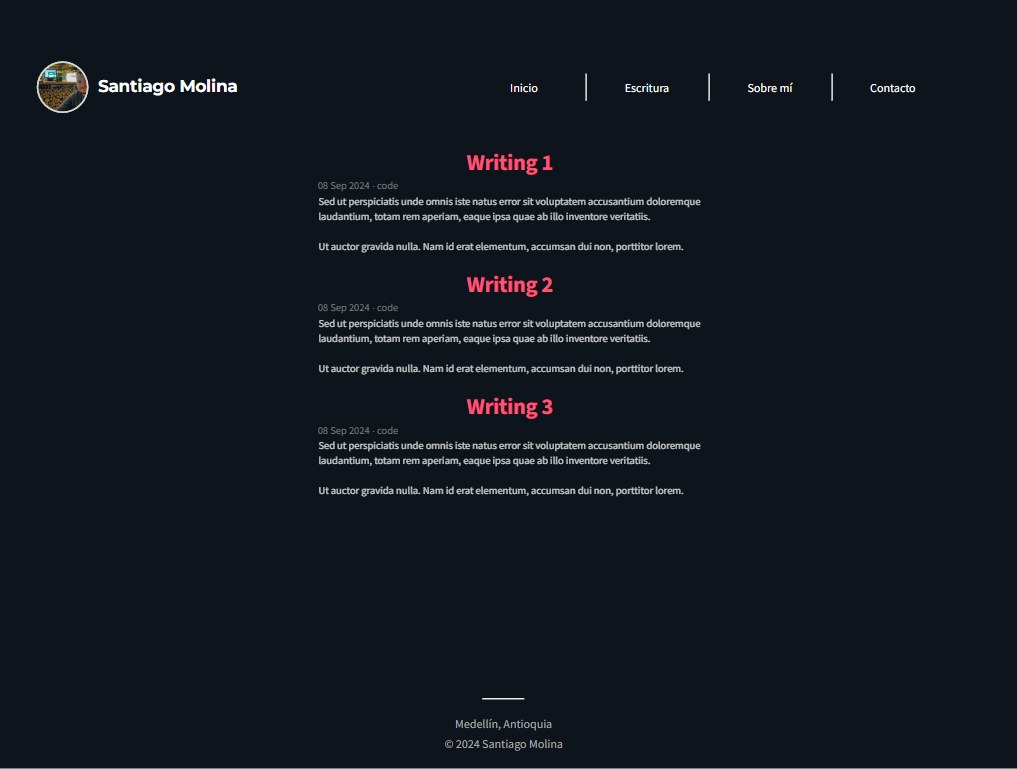 Santiago Molina
Inicio
Escritura
Sobre mí
Contacto
Writing 1
08 Sep 2024 · code
Sed ut perspiciatis unde omnis iste natus error sit voluptatem accusantium doloremque
laudantium, totam rem aperiam, eaque ipsa quae ab illo inventore veritatiis.
Ut auctor gravida nulla. Nam id erat elementum, accumsan dui non, porttitor lorem.
Writing 2
08 Sep 2024 · code
Sed ut perspiciatis unde omnis iste natus error sit voluptatem accusantium doloremque
laudantium, totam rem aperiam, eaque ipsa quae ab illo inventore veritatiis.
Ut auctor gravida nulla. Nam id erat elementum, accumsan dui non, porttitor lorem.
Writing 3
08 Sep 2024 · code
Sed ut perspiciatis unde omnis iste natus error sit voluptatem accusantium doloremque
laudantium, totam rem aperiam, eaque ipsa quae ab illo inventore veritatiis.
Ut auctor gravida nulla. Nam id erat elementum, accumsan dui non, porttitor lorem.
Medellín, Antioquia
© 2024 Santiago Molina